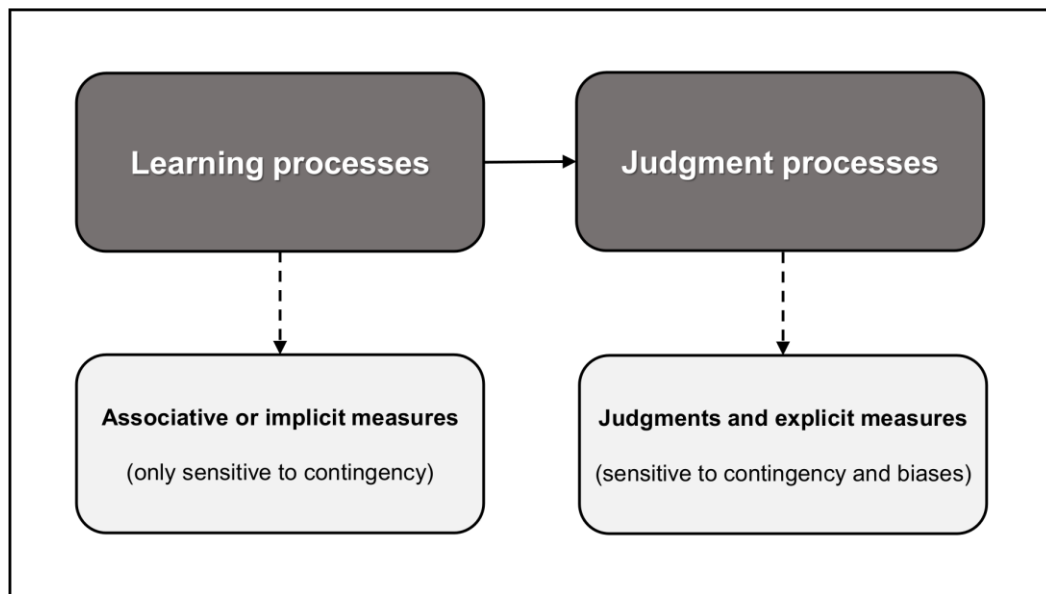 Learning processes
Judgment processes
Associative or implicit measures
(only sensitive to contingency)
Judgments and explicit measures
(sensitive to contingency and biases)